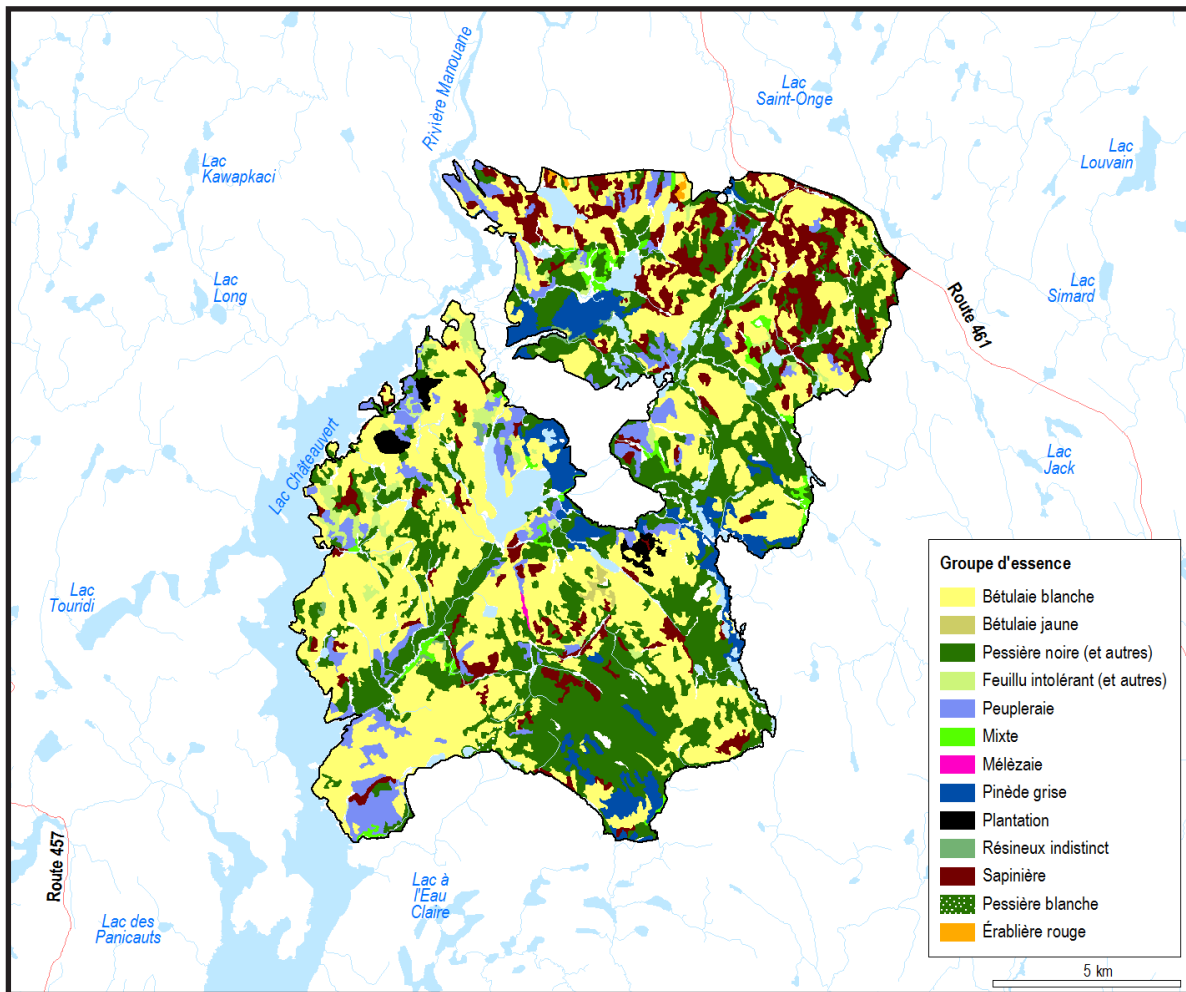 Rivière Manouane
Lac
Saint-Onge
Lac
Louvain
Lac
Kawapkaci
Lac
Long
Lac
Simard
Route 461
Lac
Jack
Lac Châteauvert
Lac
Touridi
Route 457
Lac des
Panicauts
Lac à
l'Eau
Claire
Groupe d'essence
Bétulaie blanche
Bétulaie jaune
Pessière noire (et autres)
Feuillu intolérant (et autres)
Peupleraie
Mixte
Mélèzaie
Pinède grise
Plantation
Résineux indistinct
Sapinière
Pessière blanche
Érablière rouge
5 km